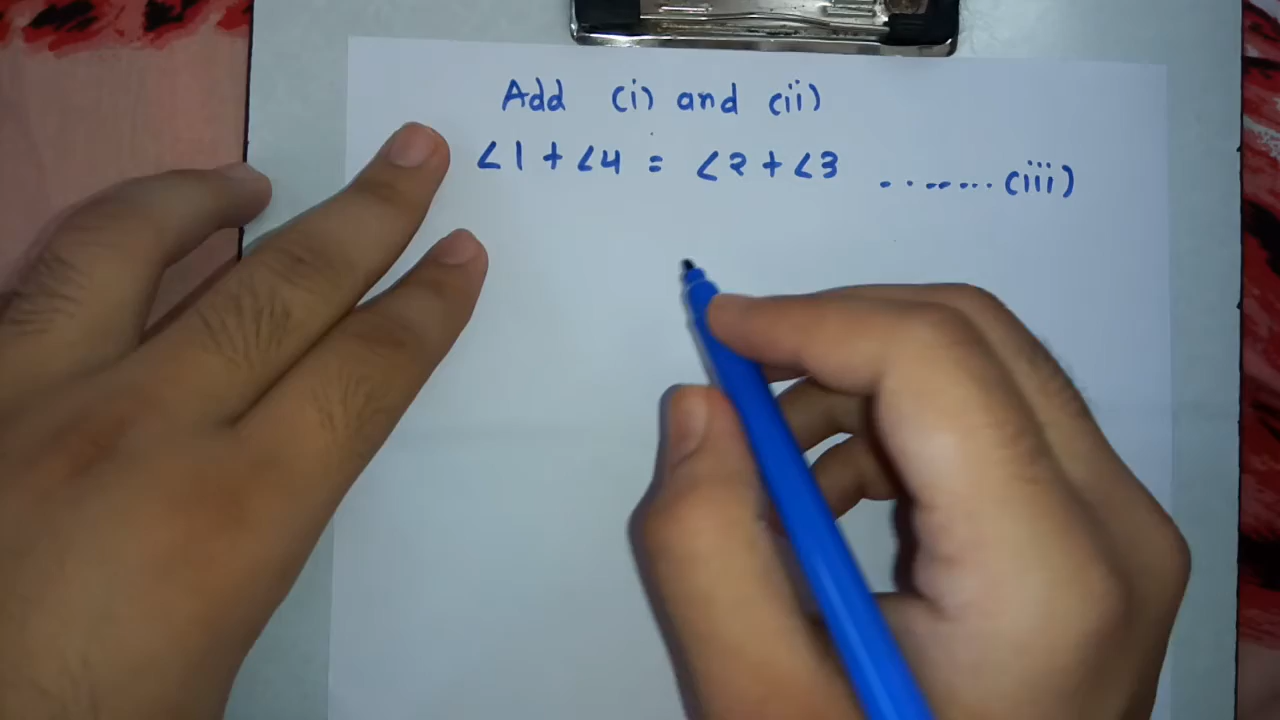 Add (i) and (ii)
∠1 + ∠4 = ∠2 + ∠3 ........ (iii)